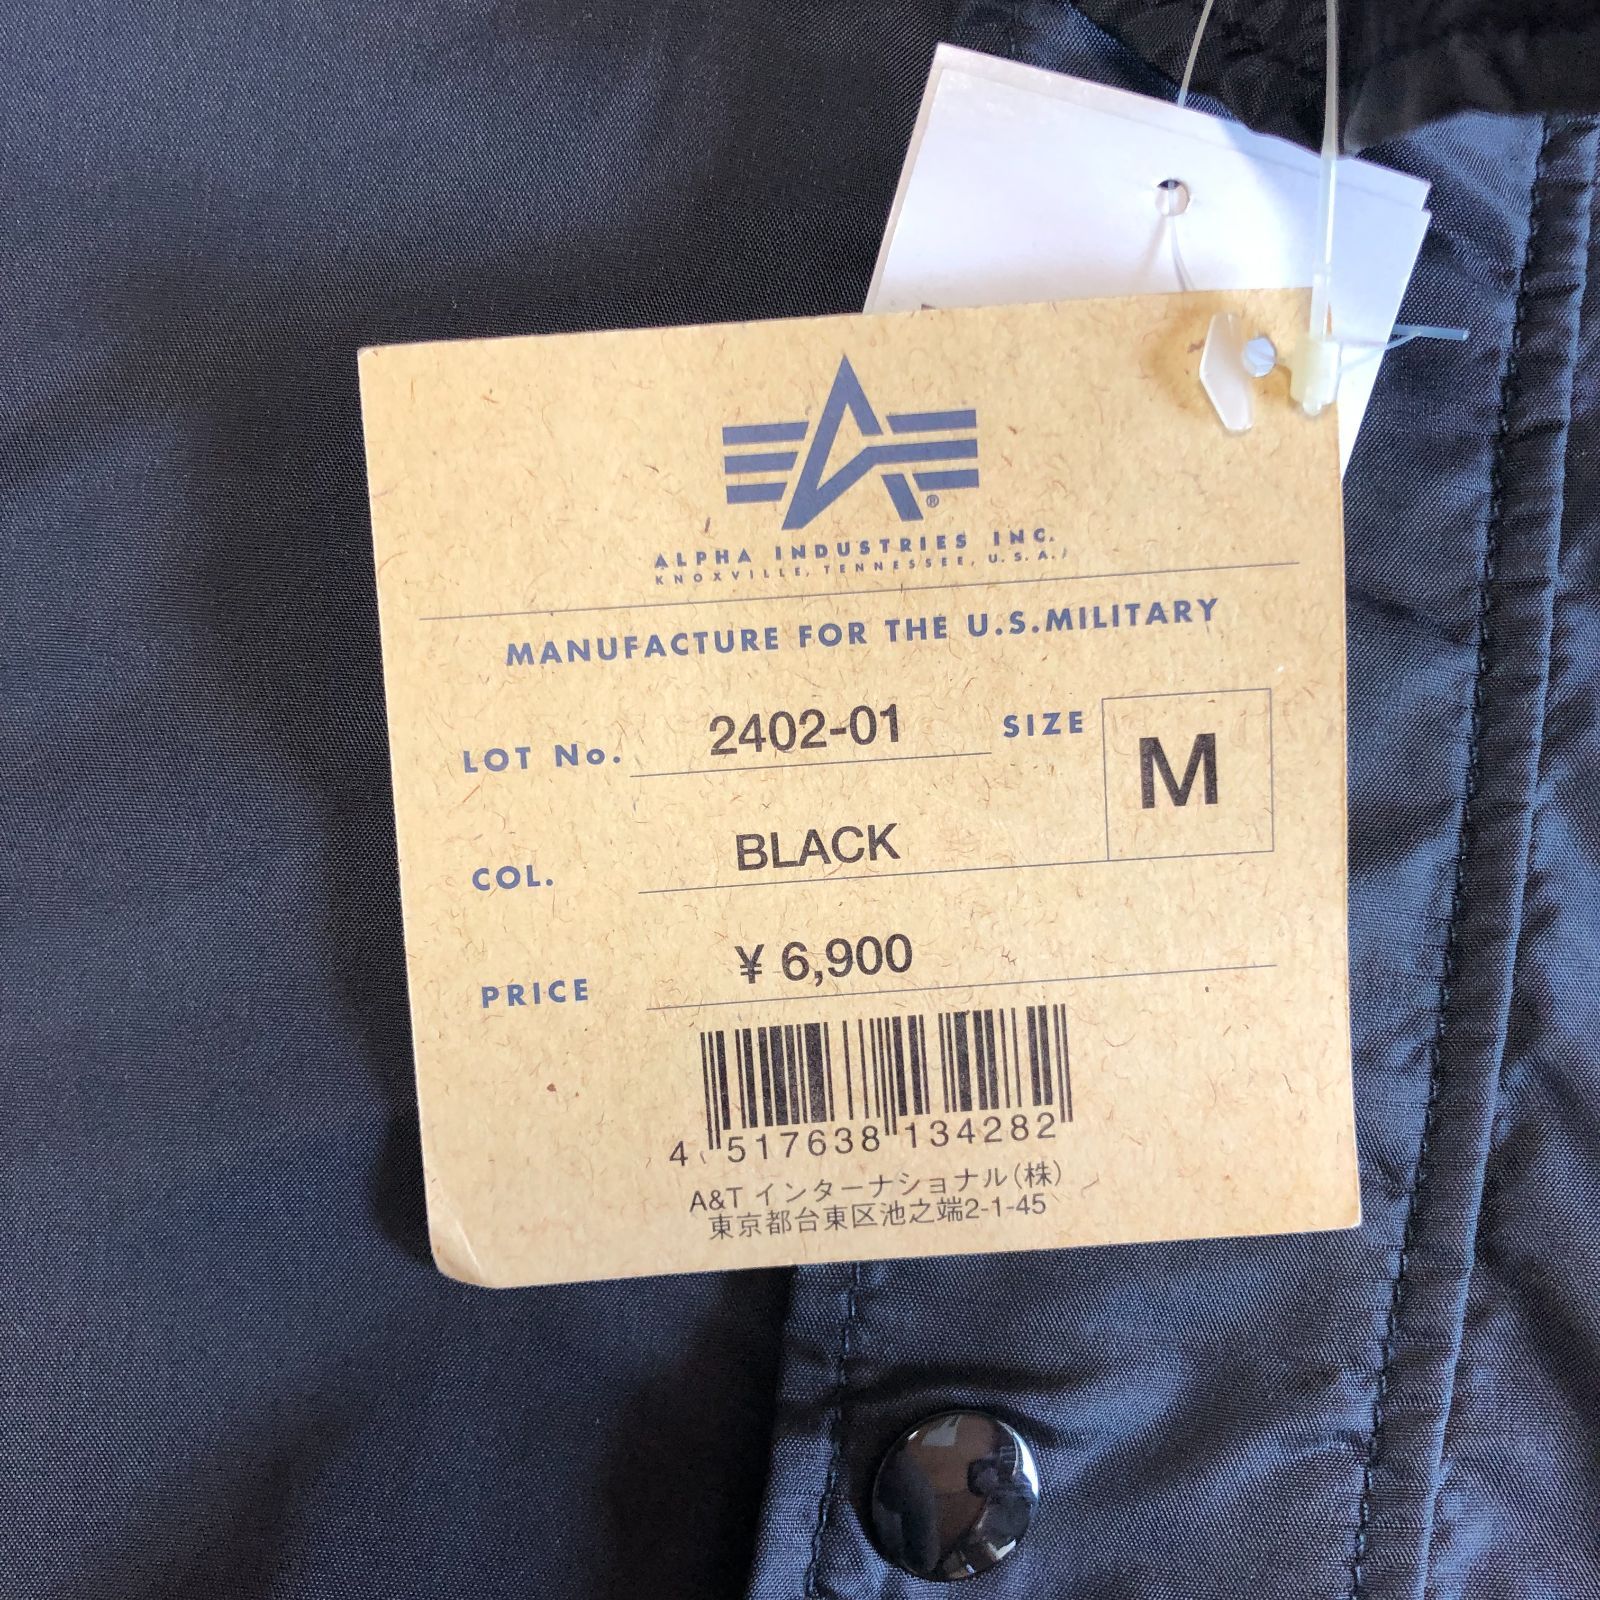 ®
ALPHA INDUSTRIES INC.
KNOXVILLE, TENNESSEE, U.S.A./
MANUFACTURE FOR THE U.S.MILITARY
LOT No. 2402-01 SIZE M
COL. BLACK
PRICE ¥ 6,900
4 517638 134282
A&T インターナショナル(株)
東京都台東区池之端2-1-45